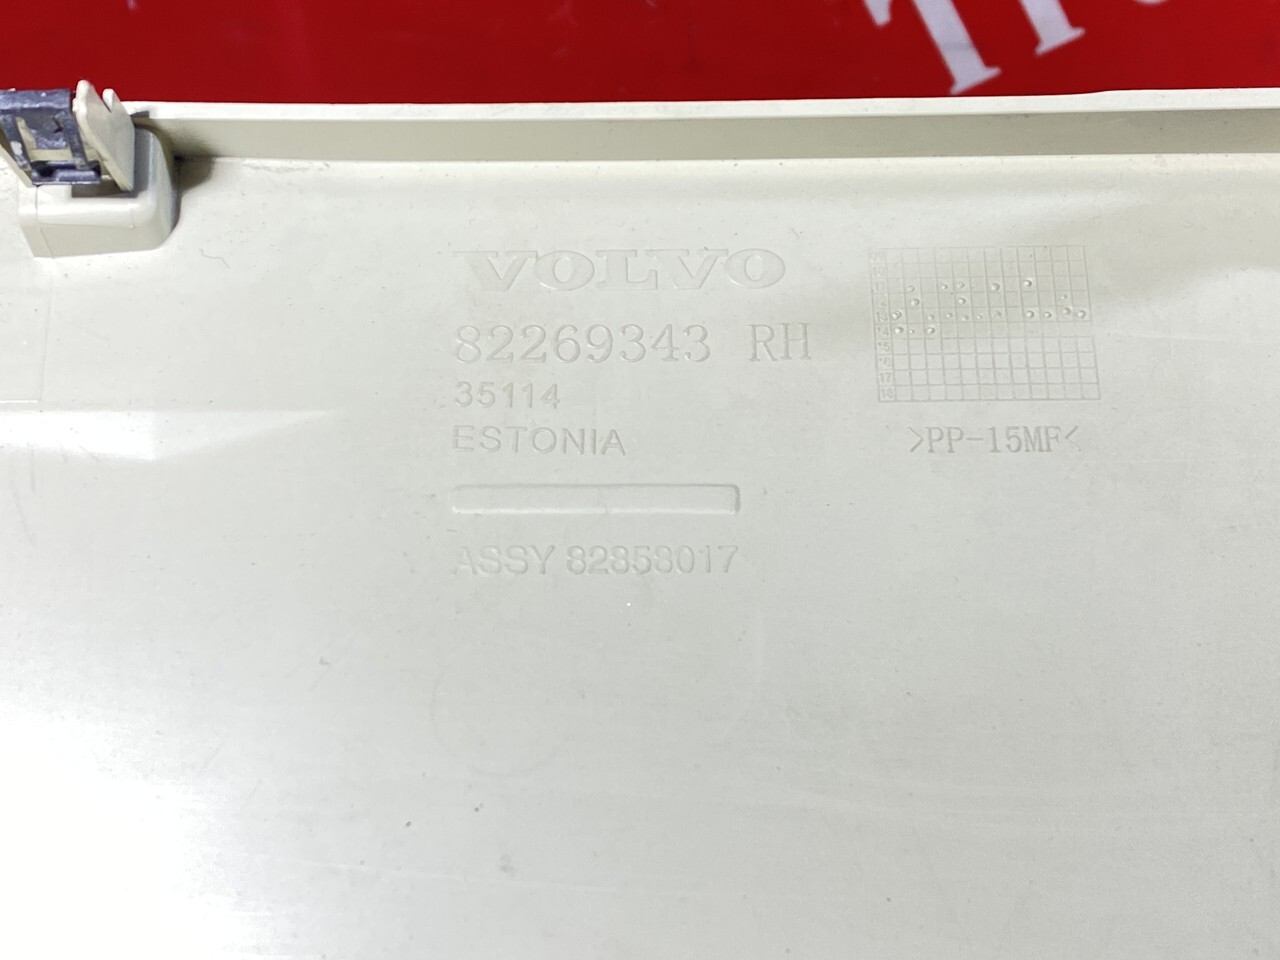 VOLVO
82269343 RH
35114
ESTONIA
>PP-15MF<
ASSY 82858017